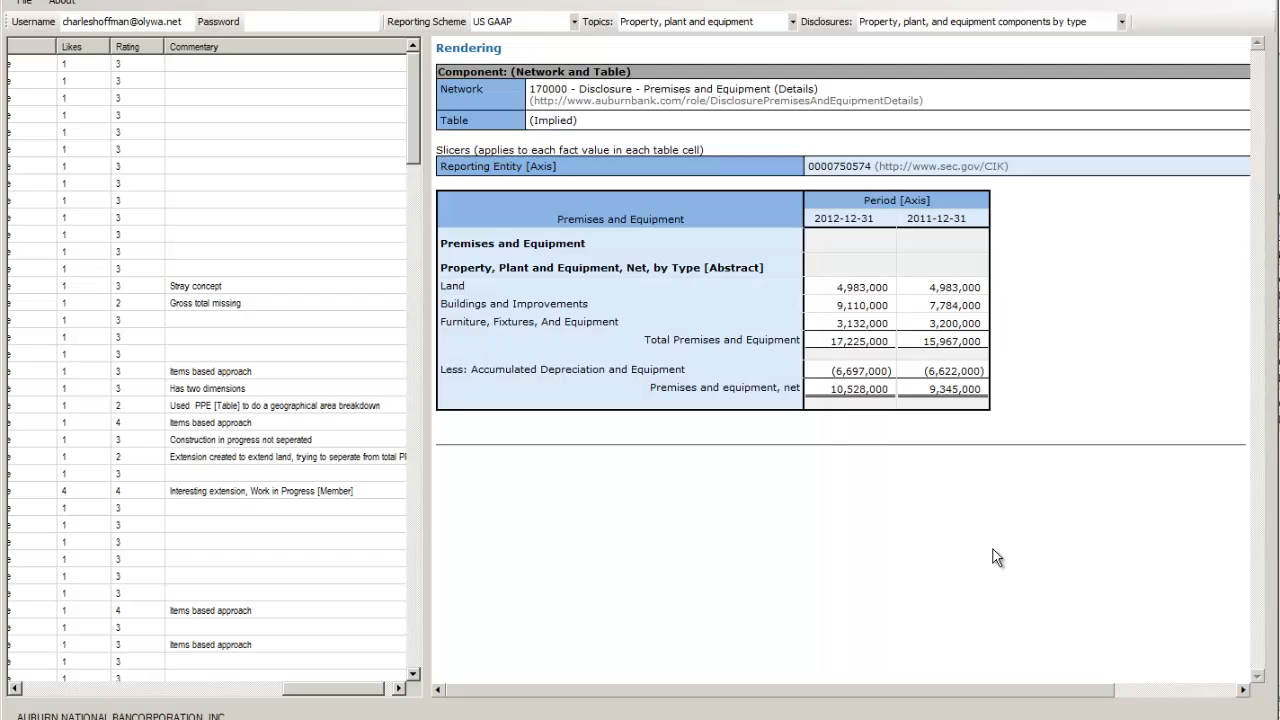 File About
Username charleshoffman@olywa.net Password Reporting Scheme US GAAP Topics: Property, plant and equipment Disclosures: Property, plant, and equipment components by type
Likes Rating Commentary
e 1 3
e 1 3
e 1 3
e 1 3
e 1 3
e 1 3
e 1 3
e 1 3
e 1 3
e 1 3
e 1 3
e 1 3
e 1 3
e 1 3 Stray concept
e 1 2 Gross total missing
e 1 3
e 1 3
e 1 3
e 1 3 Items based approach
e 1 3 Has two dimensions
e 1 2 Used PPE [Table] to do a geographical area breakdown
e 1 4 Items based approach
e 1 3 Construction in progress not seperated
e 1 2 Extension created to extend land, trying to seperate from total
e 1 3
e 4 4 Interesting extension, Work in Progress [Member]
e 1 3
e 1 3
e 1 3
e 1 3
e 1 3
e 1 3
e 1 4 Items based approach
e 1 3
e 1 3 Items based approach
e 1 3
e 1 3
AUBURN NATIONAL BANCORPORATION, INC
Rendering
Component: (Network and Table)
Network 170000 - Disclosure - Premises and Equipment (Details)
(http://www.auburnbank.com/role/DisclosurePremisesAndEquipmentDetails)
Table (Implied)
Slicers (applies to each fact value in each table cell)
Reporting Entity [Axis] 0000750574 (http://www.sec.gov/CIK)
Period [Axis]
Premises and Equipment 2012-12-31 2011-12-31
Premises and Equipment
Property, Plant and Equipment, Net, by Type [Abstract]
Land 4,983,000 4,983,000
Buildings and Improvements 9,110,000 7,784,000
Furniture, Fixtures, And Equipment 3,132,000 3,200,000
Total Premises and Equipment 17,225,000 15,967,000
Less: Accumulated Depreciation and Equipment (6,697,000) (6,622,000)
Premises and equipment, net 10,528,000 9,345,000